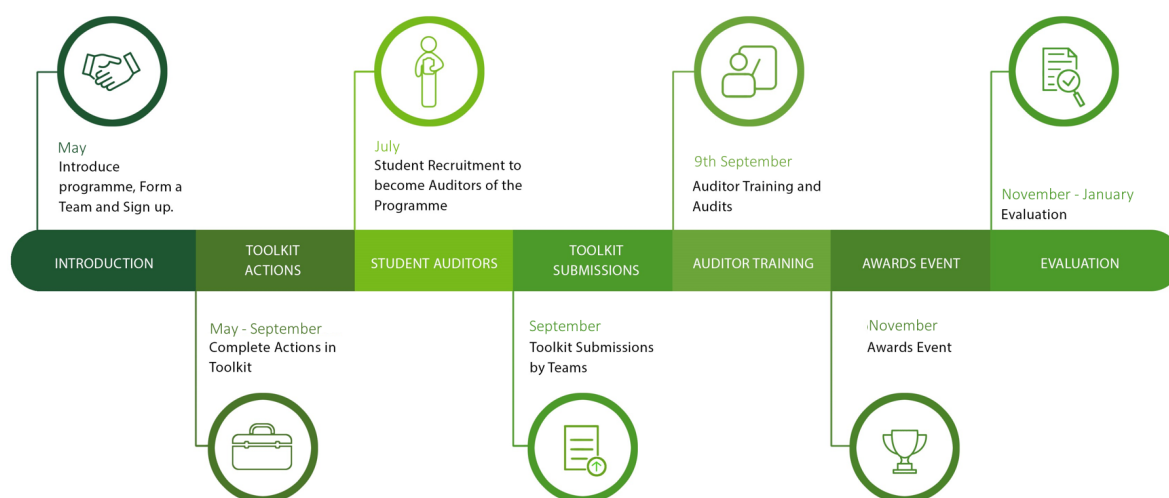 May
Introduce
programme, Form a
Team and Sign up.
July
Student Recruitment to
become Auditors of the
Programme
9th September
Auditor Training and
Audits
November - January
Evaluation
INTRODUCTION
TOOLKIT
ACTIONS
STUDENT AUDITORS
TOOLKIT
SUBMISSIONS
AUDITOR TRAINING
AWARDS EVENT
EVALUATION
May - September
Complete Actions in
Toolkit
September
Toolkit Submissions
by Teams
November
Awards Event